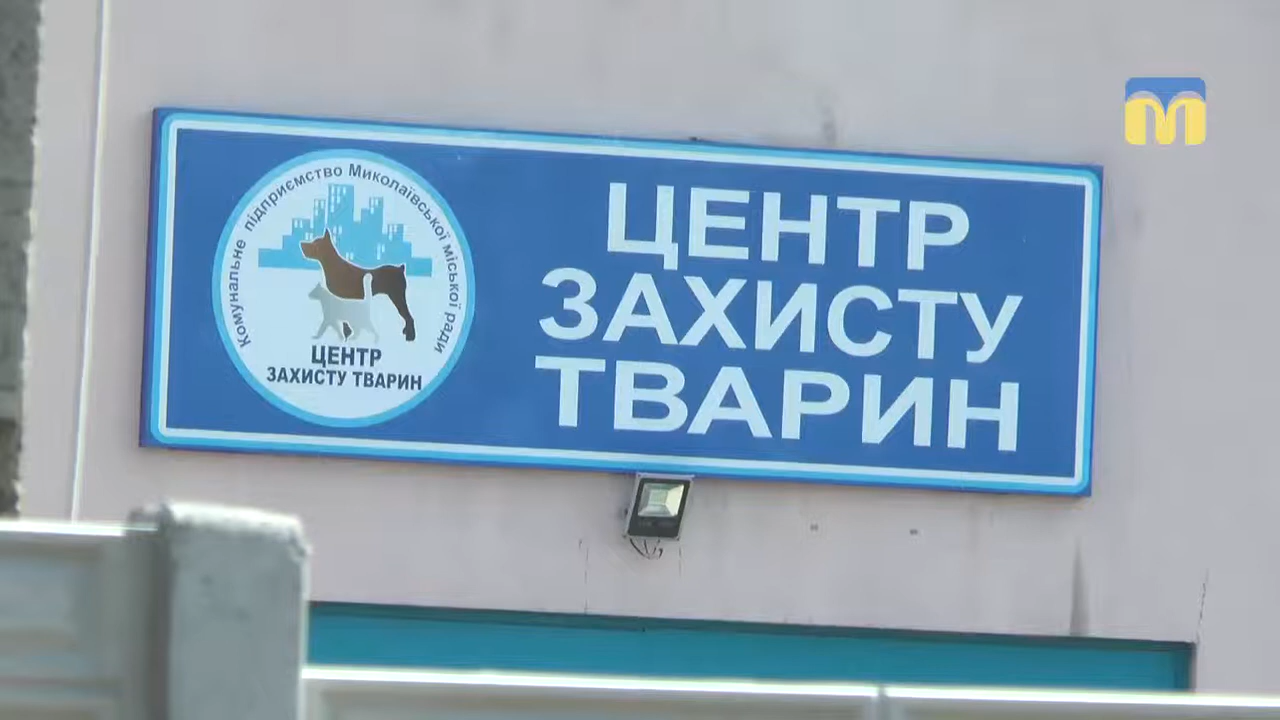 Комунальне підприємство Миколаївської міської ради
ЦЕНТР
ЗАХИСТУ ТВАРИН
ЦЕНТР
ЗАХИСТУ
ТВАРИН
М